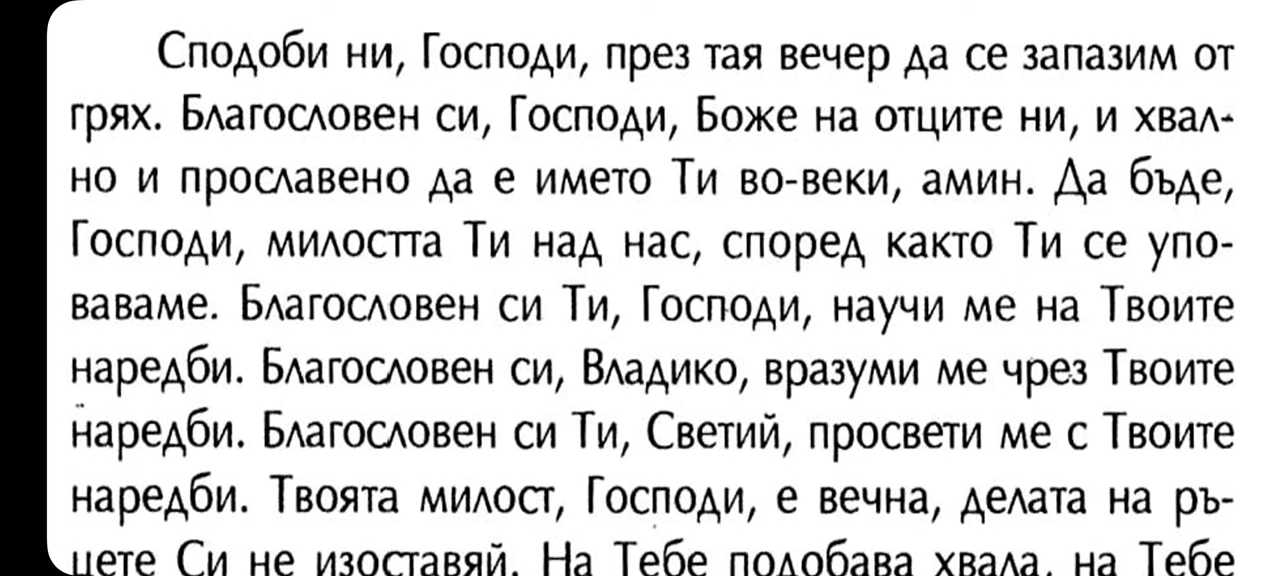 Сподоби ни, Господи, през тая вечер да се запазим от
грях. Благословен си, Господи, Боже на отците ни, и хвал-
но и прославено да е името Ти во-веки, амин. Да бъде,
Господи, милостта Ти над нас, според както Ти се упо-
ваваме. Благословен си Ти, Господи, научи ме на Твоите
наредби. Благословен си, Владико, вразуми ме чрез Твоите
наредби. Благословен си Ти, Светий, просвети ме с Твоите
наредби. Твоята милост, Господи, е вечна, делата на ръ-
цете Си не изоставяй. На Тебе подобава хвала, на Тебе